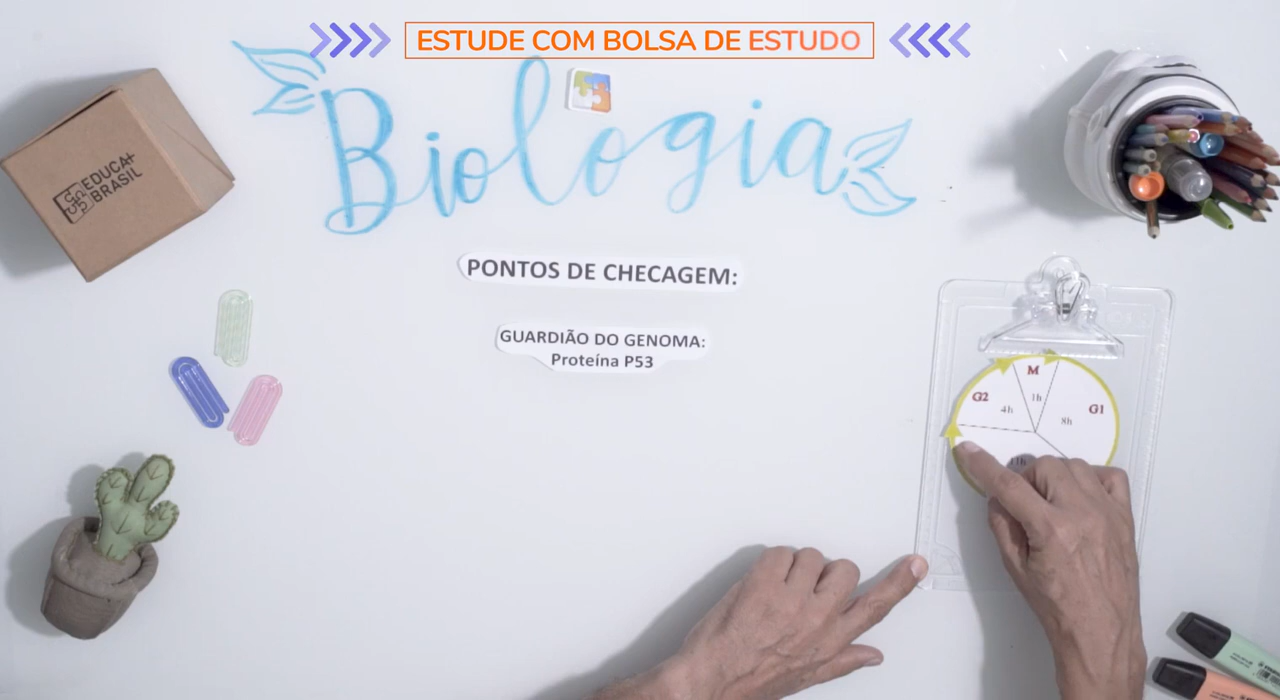 ESTUDE COM BOLSA DE ESTUDO
Biologia
EDUCA+
BRASIL
PONTOS DE CHECAGEM:
GUARDIÃO DO GENOMA:
Proteína P53
M
G2
1h
G1
4h
8h